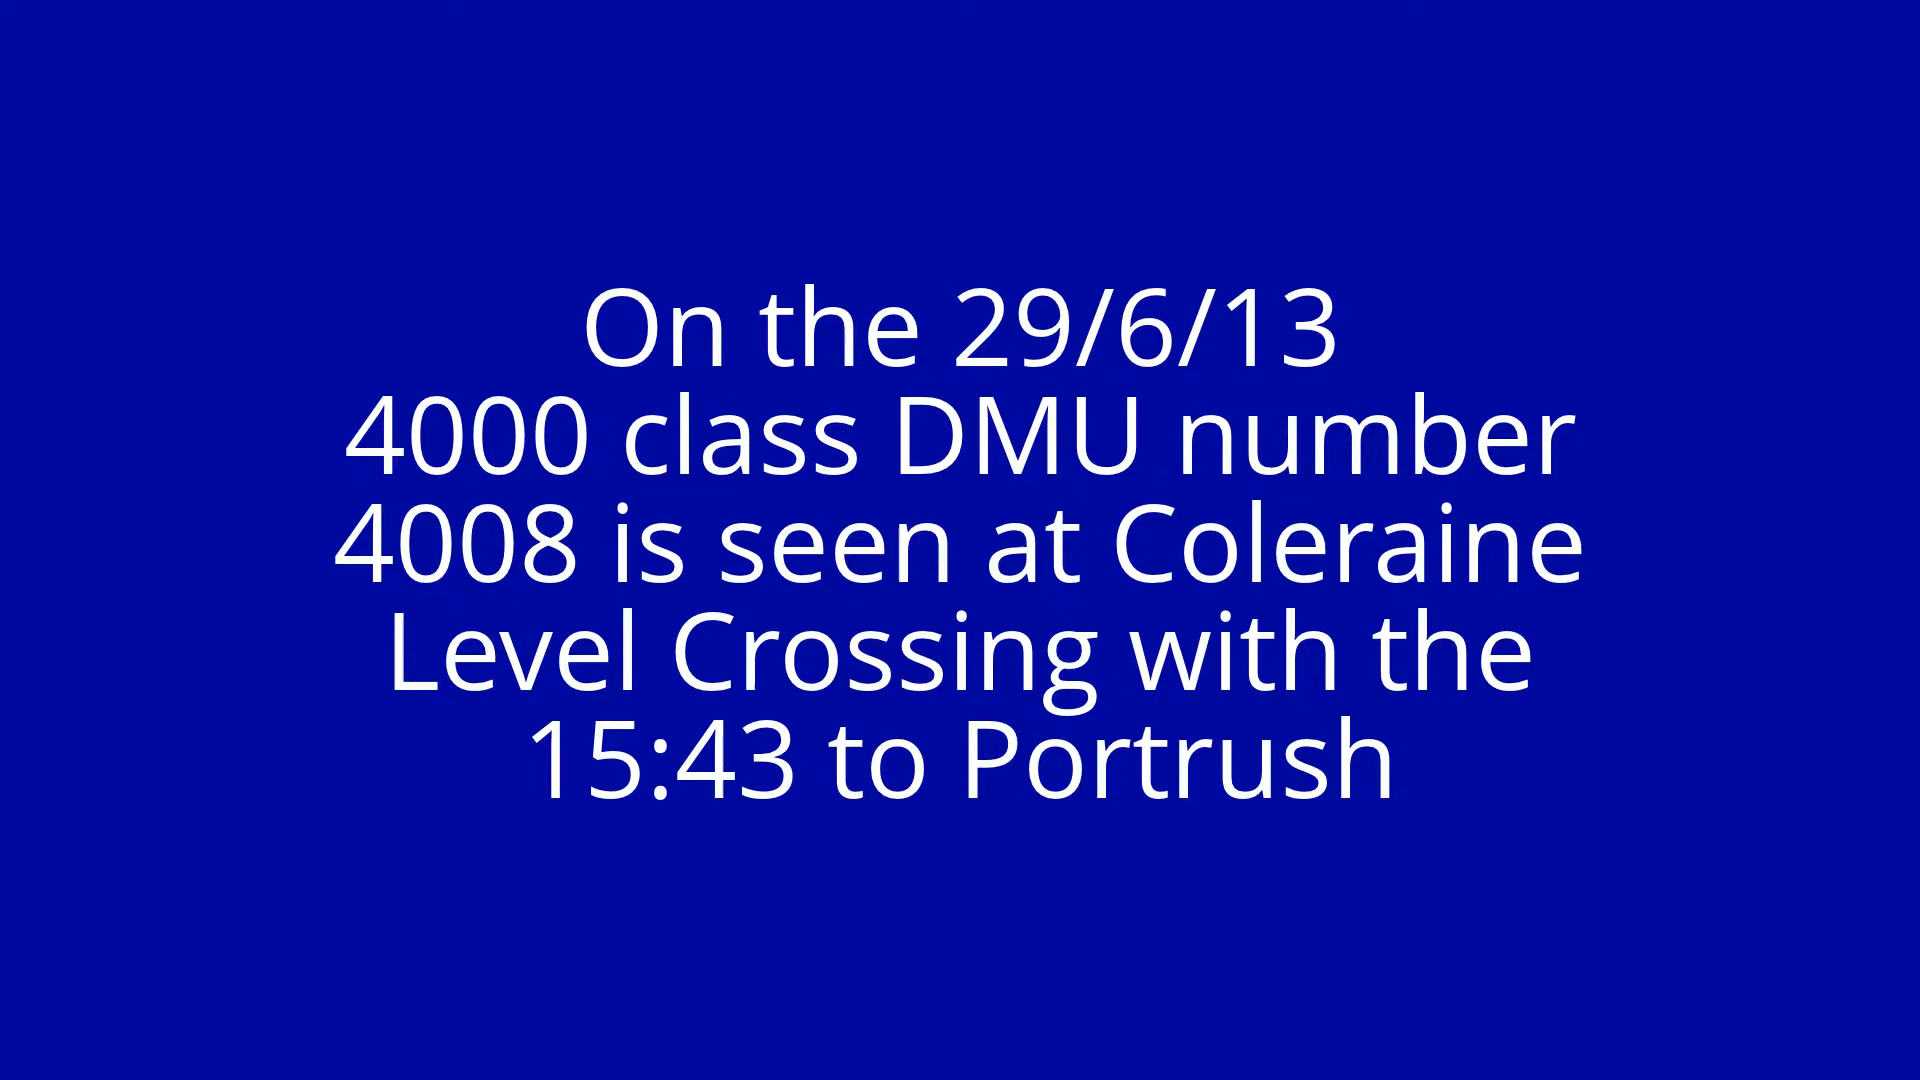 On the 29/6/13
4000 class DMU number
4008 is seen at Coleraine
Level Crossing with the
15:43 to Portrush